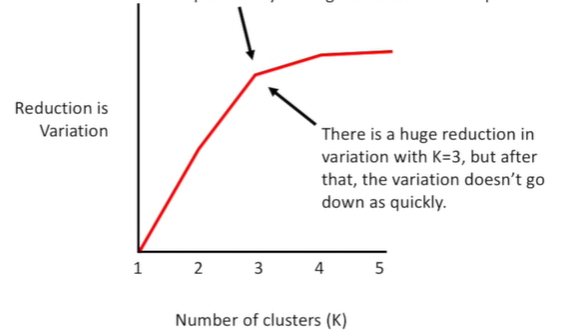 Reduction is
Variation
There is a huge reduction in
variation with K=3, but after
that, the variation doesn’t go
down as quickly.
1 2 3 4 5
Number of clusters (K)